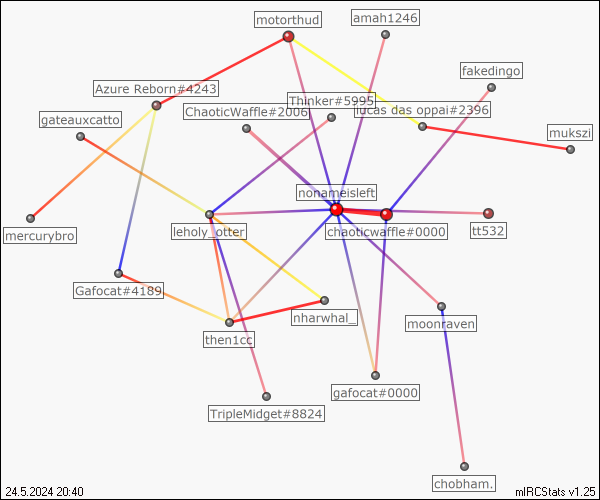 motorthud
amah1246
fakedingo
Azure Reborn#4243
Thinker#5995
ChaoticWaffle#2006
lucas das oppai#2396
gateauxcatto
mukszi
nonameisleft
mercurybro
leholy_otter
chaoticwaffle#0000
tt532
Gafocat#4189
nharwhal_
moonraven
then1cc
gafocat#0000
TripleMidget#8824
chobham.
24.5.2024 20:40
mIRCStats v1.25